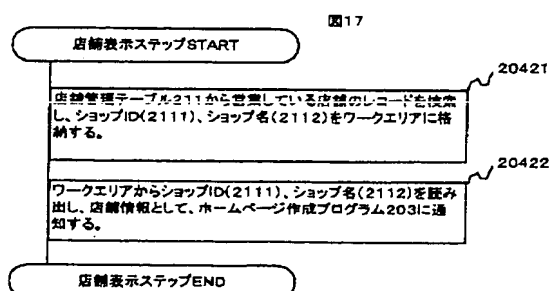 図17
店舗表示ステップSTART
20421
店舗管理テーブル211から営業している店舗のレコードを検索
し、ショップID(2111)、ショップ名(2112)をワークエリアに格
納する。
20422
ワークエリアからショップID(2111)、ショップ名(2112)を読み
出し、店舗情報として、ホームページ作成プログラム203に通
知する。
店舗表示ステップEND